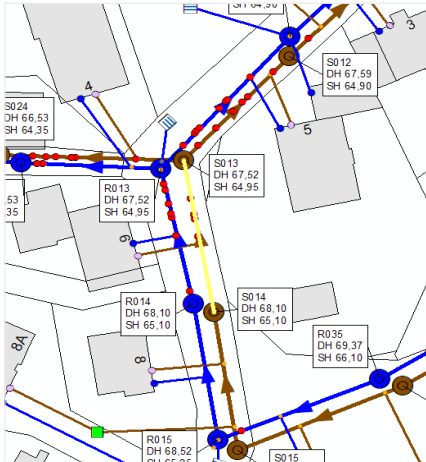 SH 64,90
3
S012
DH 67,59
SH 64,90
4
S024
DH 66,53
SH 64,35
5
S013
DH 67,52
SH 64,95
R013
DH 67,52
SH 64,95
,53
,35
6
R014
DH 68,10
SH 65,10
S014
DH 68,10
SH 65,10
R035
DH 69,37
SH 66,10
8A
8
R015
DH 68,52
S015